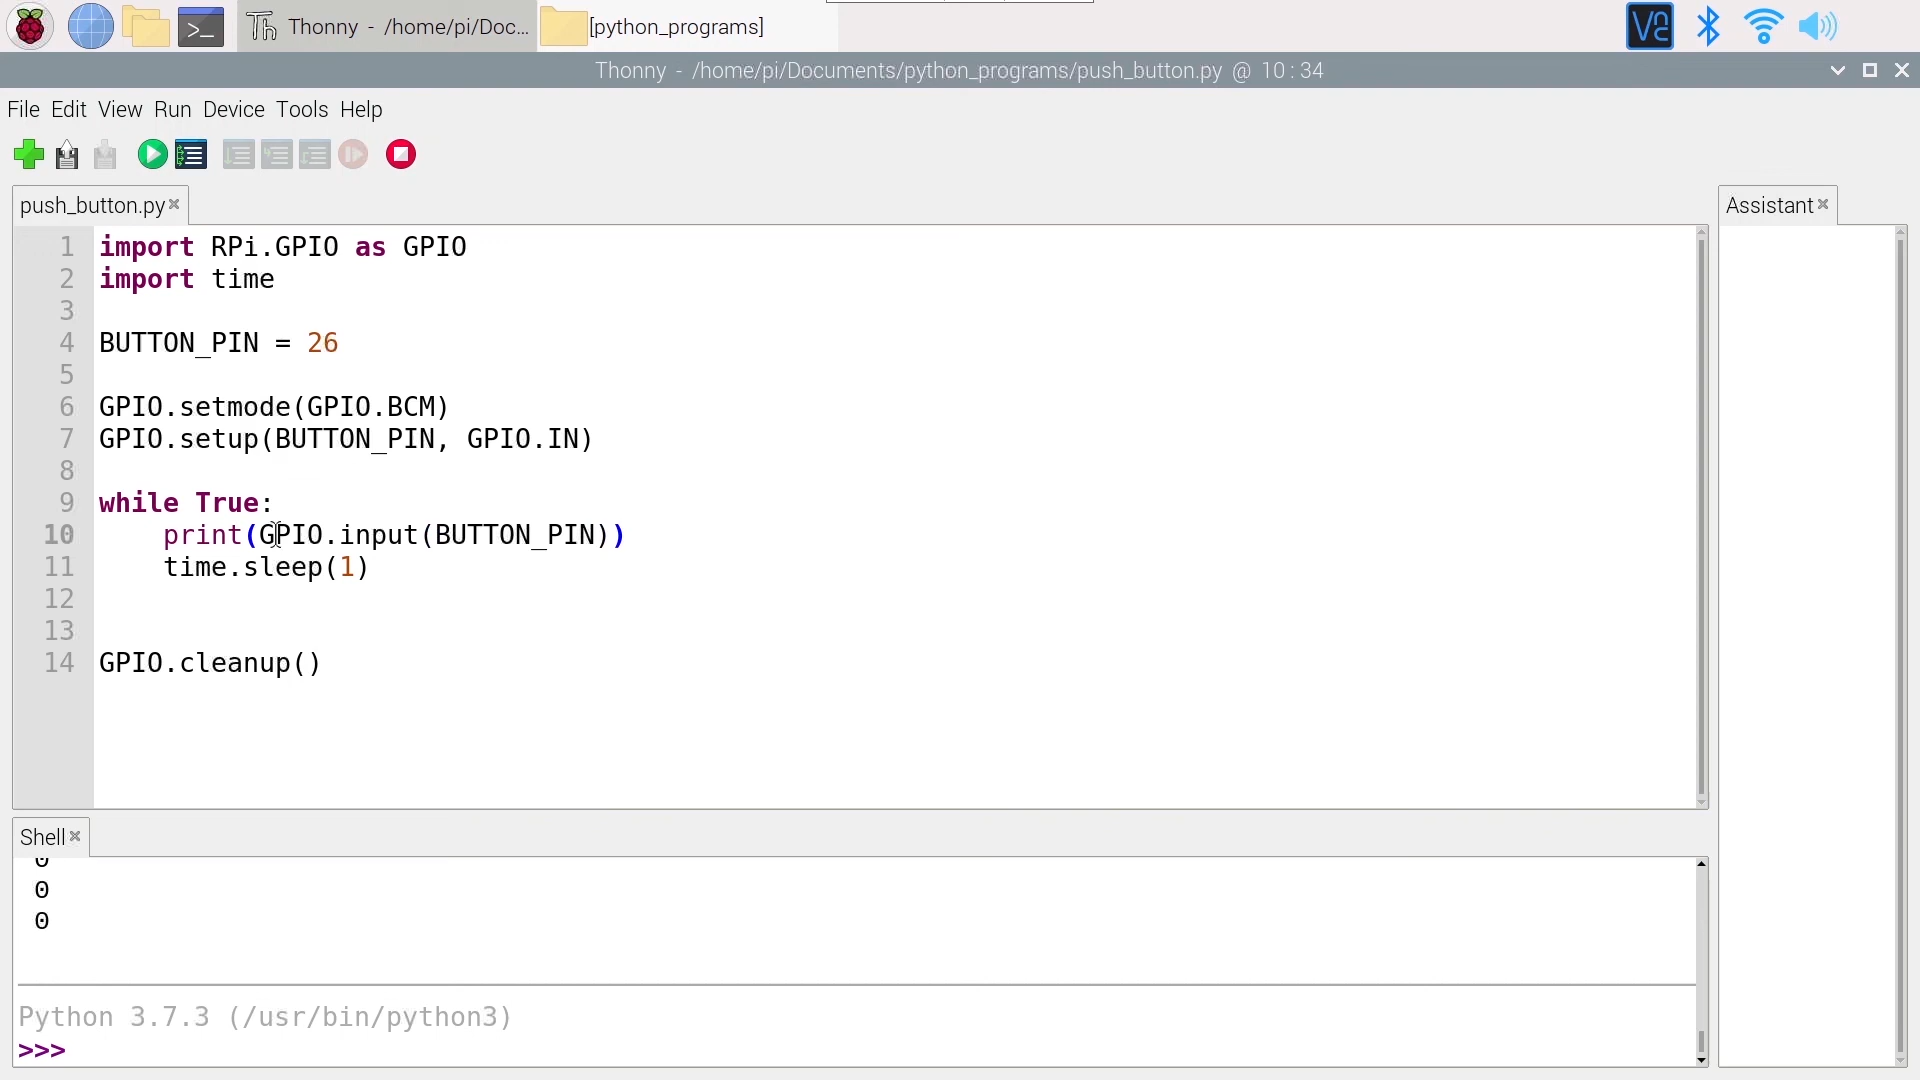 Thonny - /home/pi/Doc...
[python_programs]
Thonny - /home/pi/Documents/python_programs/push_button.py @ 10:34
File Edit View Run Device Tools Help
push_button.py
Assistant
1 import RPi.GPIO as GPIO
2 import time
3
4 BUTTON_PIN = 26
5
6 GPIO.setmode(GPIO.BCM)
7 GPIO.setup(BUTTON_PIN, GPIO.IN)
8
9 while True:
10     print(GPIO.input(BUTTON_PIN))
11     time.sleep(1)
12
13
14 GPIO.cleanup()
Shell
0
0
0
Python 3.7.3 (/usr/bin/python3)
>>>